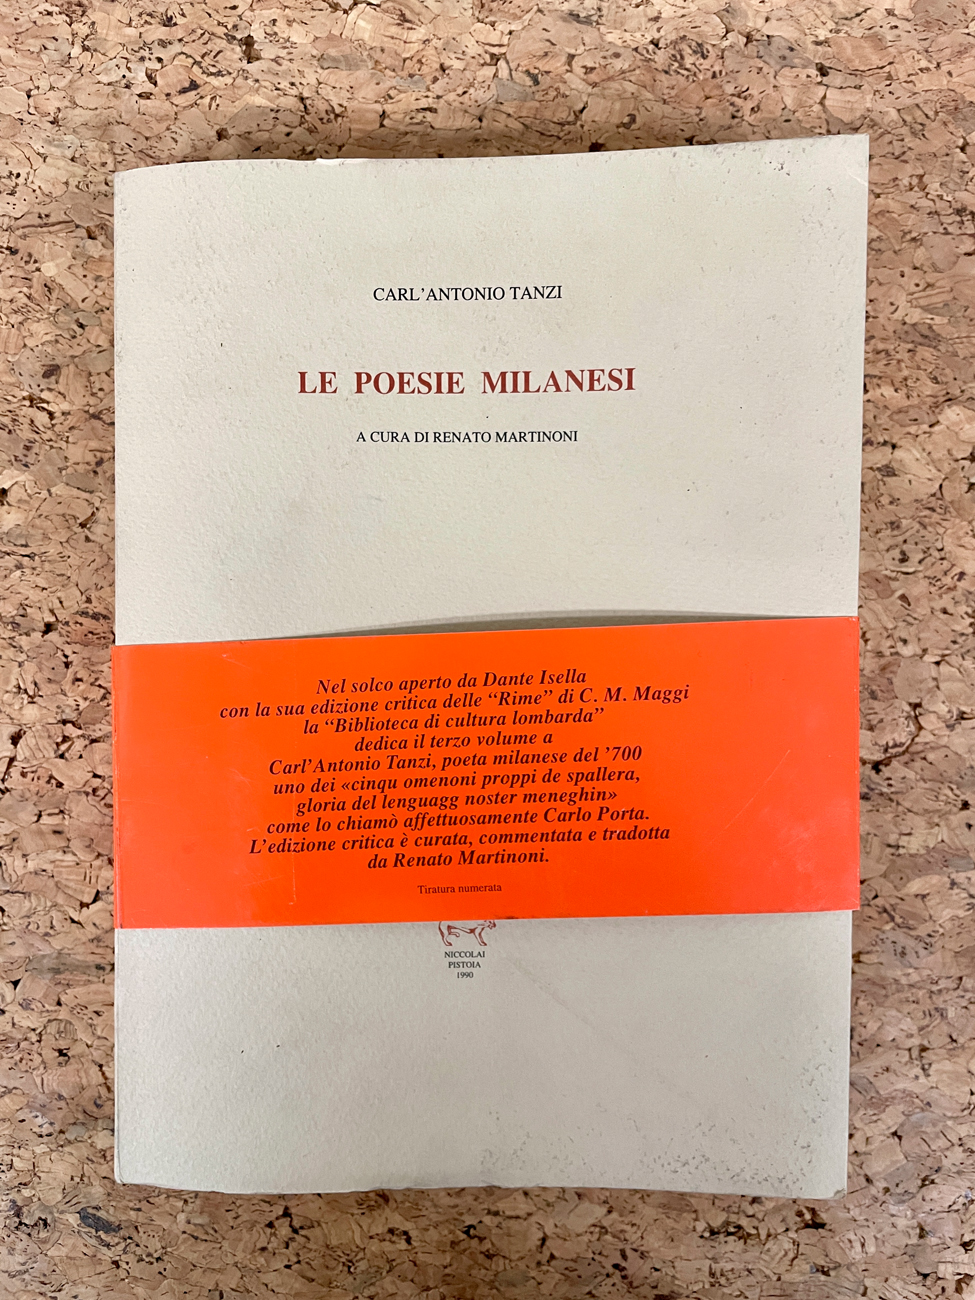 CARL'ANTONIO TANZI
LE POESIE MILANESI
A CURA DI RENATO MARTINONI
Nel solco aperto da Dante Isella
con la sua edizione critica delle “Rime” di C. M. Maggi
la “Biblioteca di cultura lombarda”
dedica il terzo volume a
Carl'Antonio Tanzi, poeta milanese del '700
uno dei «cinqu omenoni proppi de spallera,
gloria del lenguagg noster meneghin»
come lo chiamò affettuosamente Carlo Porta.
L'edizione critica è curata, commentata e tradotta
da Renato Martinoni.
Tiratura numerata
NICCOLAI
PISTOIA
1990